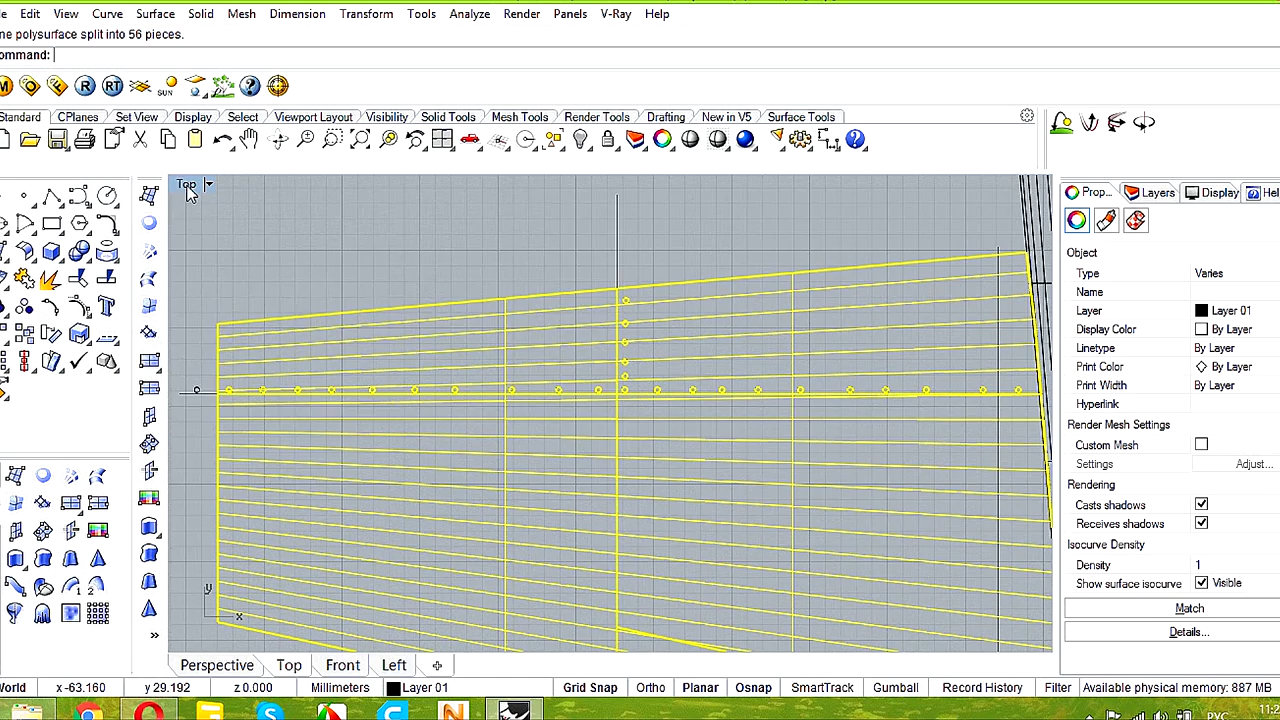 Edit View Curve Surface Solid Mesh Dimension Transform Tools Analyze Render Panels V-Ray Help
ne polysurface split into 56 pieces.
ommand:
R RT SUN
Standard CPlanes Set View Display Select Viewport Layout Visibility Solid Tools Mesh Tools Render Tools Drafting New in V5 Surface Tools
Top
Prop... Layers Display Hel
Object
Type Varies
Name
Layer Layer 01
Display Color By Layer
Linetype By Layer
Print Color By Layer
Print Width By Layer
Hyperlink
Render Mesh Settings
Custom Mesh
Settings Adjust...
Rendering
Casts shadows
Receives shadows
Isocurve Density
Density 1
Show surface isocurve Visible
Match
Details...
y
x
Perspective Top Front Left
World x -63.160 y 29.192 z 0.000 Millimeters Layer 01 Grid Snap Ortho Planar Osnap SmartTrack Gumball Record History Filter Available physical memory: 887 MB
РУС 11:2